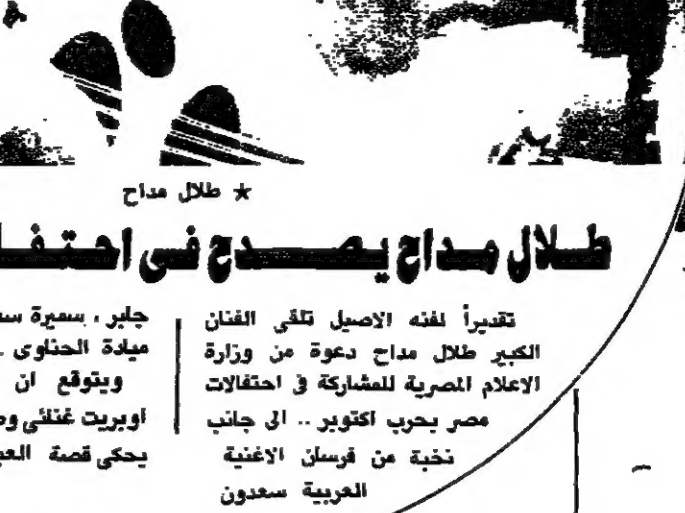 ★ طلال مداح
طلال مداح يصدح فى
تقديراً لفنه الاصيل تلقى الفنان
الكبير طلال مداح دعوة من وزارة
الاعلام المصرية للمشاركة في احتفالات
مصر بحرب اكتوبر .. الى جانب
نخبة من فرسان الاغنية
العربية سعدون
جابر ، سميرة
ميادة الحناوى
ويتوقع ان
اوبريت غنائى
يحكى قصة